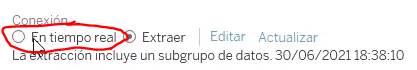 Conexión
En tiempo real Extraer Editar Actualizar
La extracción incluye un subgrupo de datos. 30/06/2021 18:38:10